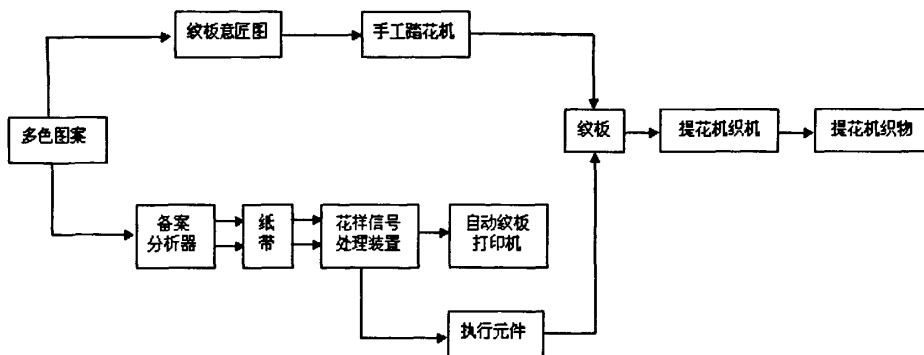 纹板意匠图
手工踏花机
多色图案
纹板
提花机织机
提花机织物
备案
分析器
纸
带
花样信号
处理装置
自动纹板
打印机
执行元件